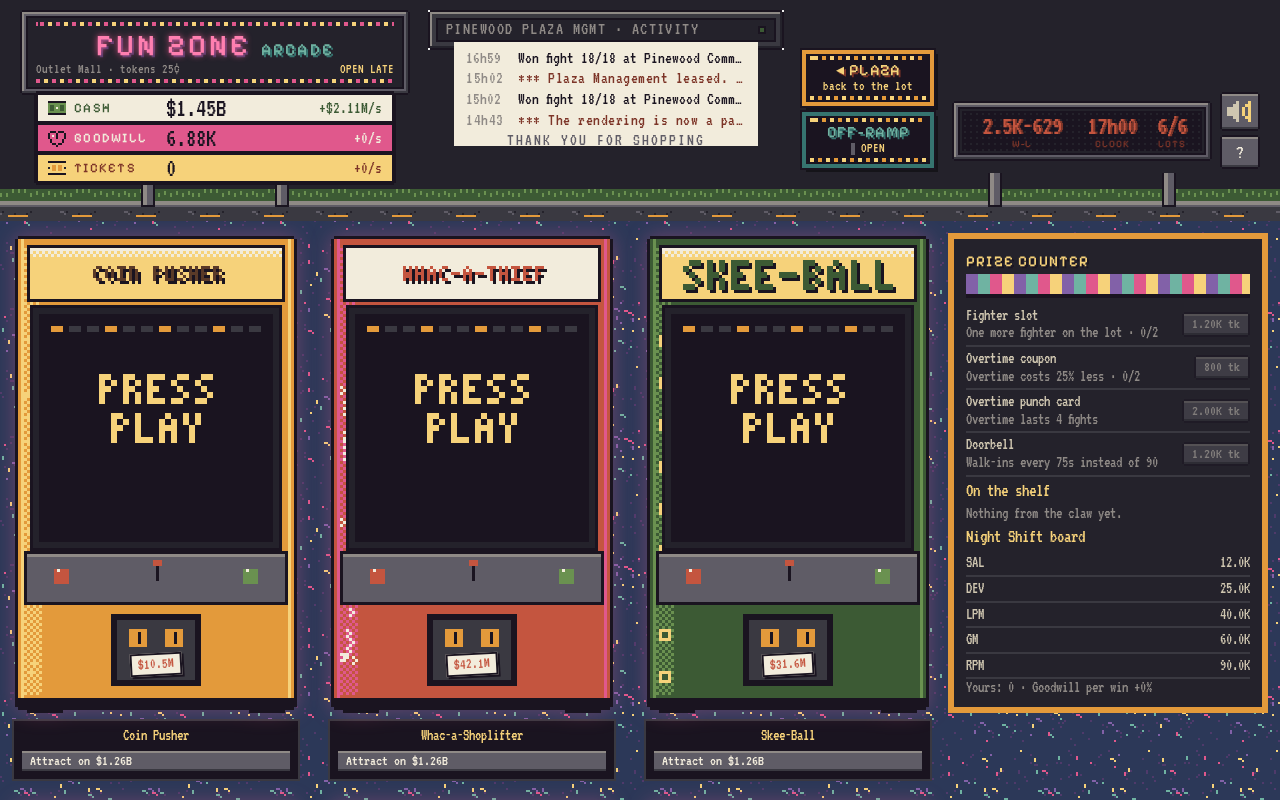 FUN ZONE ARCADE
Outlet Mall · tokens 25¢
OPEN LATE
CASH $1.45B +$2.11M/s
GOODWILL 6.88K +0/s
TICKETS 0 +0/s
PINEWOOD PLAZA MGMT · ACTIVITY
16h59 Won fight 18/18 at Pinewood Comm…
15h02 *** Plaza Management leased. …
15h02 Won fight 18/18 at Pinewood Comm…
14h43 *** The rendering is now a pa…
THANK YOU FOR SHOPPING
◄ PLAZA
back to the lot
OFF-RAMP
OPEN
2.5K-629 17h00 6/6
W-L CLOCK LOTS
?
COIN PUSHER
PRESS
PLAY
$10.5M
Coin Pusher
Attract on $1.26B
WHAC-A-THIEF
PRESS
PLAY
$42.1M
Whac-a-Shoplifter
Attract on $1.26B
SKEE-BALL
PRESS
PLAY
$31.6M
Skee-Ball
Attract on $1.26B
PRIZE COUNTER
Fighter slot
One more fighter on the lot · 0/2
1.20K tk
Overtime coupon
Overtime costs 25% less · 0/2
800 tk
Overtime punch card
Overtime lasts 4 fights
2.00K tk
Doorbell
Walk-ins every 75s instead of 90
1.20K tk
On the shelf
Nothing from the claw yet.
Night Shift board
SAL 12.0K
DEV 25.0K
LPM 40.0K
GM 60.0K
RPM 90.0K
Yours: 0 · Goodwill per win +0%